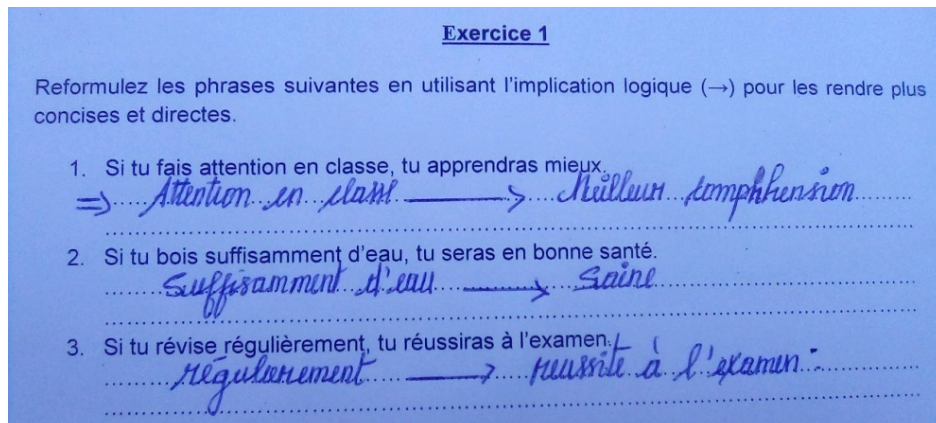 Exercice 1
Reformulez les phrases suivantes en utilisant l'implication logique (→) pour les rendre plus
concises et directes.
1. Si tu fais attention en classe, tu apprendras mieux.
⇒ Attention en classe → Meilleur compréhension
2. Si tu bois suffisamment d'eau, tu seras en bonne santé.
Suffisamment d'eau → Saine
3. Si tu révise régulièrement, tu réussiras à l'examen.
régulièrement → réussite à l'examen.